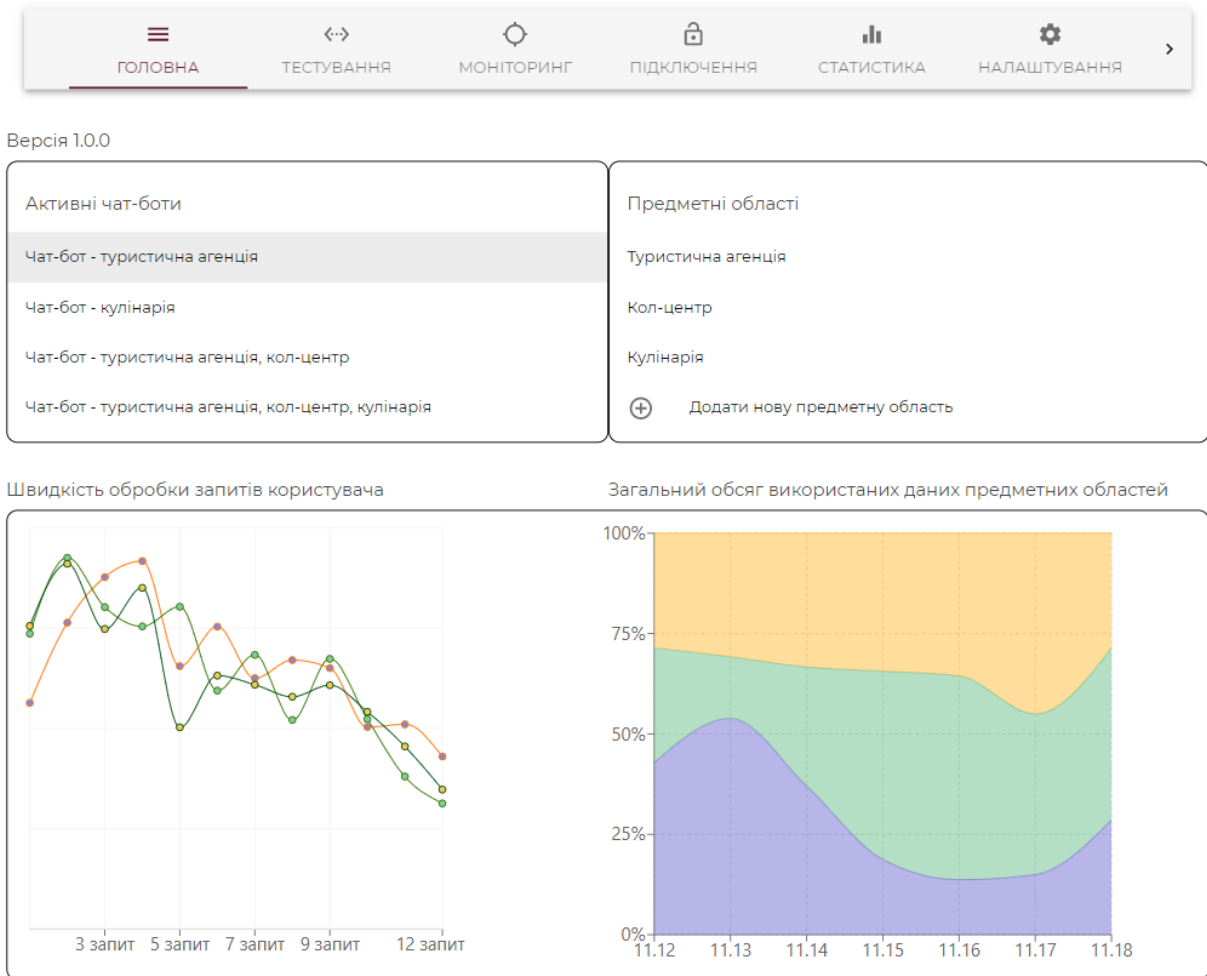 ГОЛОВНА ТЕСТУВАННЯ МОНІТОРИНГ ПІДКЛЮЧЕННЯ СТАТИСТИКА НАЛАШТУВАННЯ
Версія 1.0.0
Активні чат-боти
Чат-бот - туристична агенція
Чат-бот - кулінарія
Чат-бот - туристична агенція, кол-центр
Чат-бот - туристична агенція, кол-центр, кулінарія
Предметні області
Туристична агенція
Кол-центр
Кулінарія
Додати нову предметну область
Швидкість обробки запитів користувача
3 запит 5 запит 7 запит 9 запит 12 запит
Загальний обсяг використаних даних предметних областей
100%
75%
50%
25%
0%
11.12 11.13 11.14 11.15 11.16 11.17 11.18